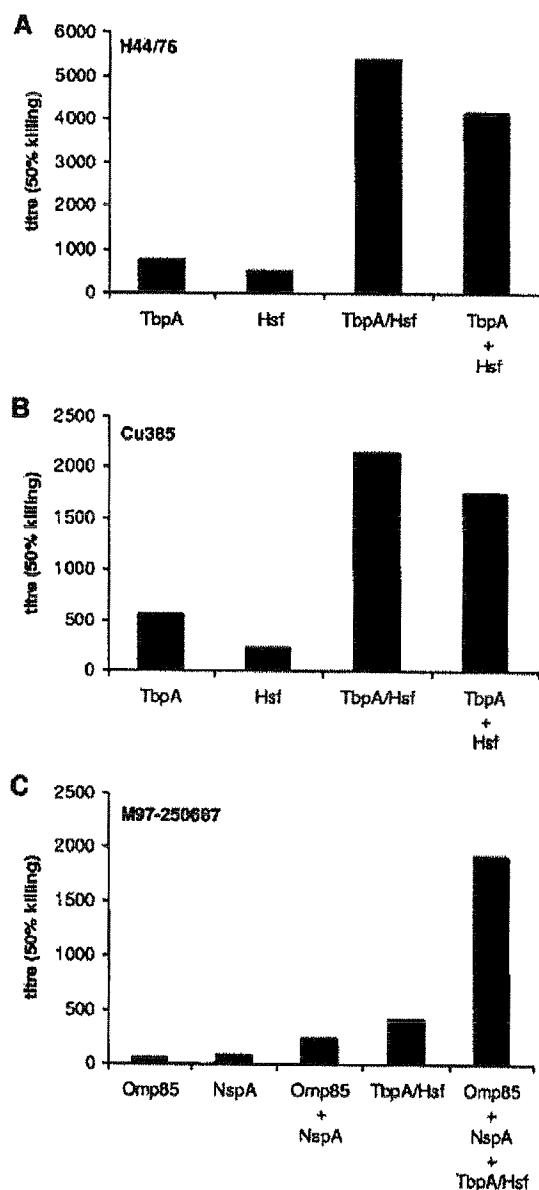 A
H44/76
titre (50% killing)
6000
5000
4000
3000
2000
1000
0
TbpA
Hsf
TbpA/Hsf
TbpA
+
Hsf
B
Cu385
titre (50% killing)
2500
2000
1500
1000
500
0
TbpA
Hsf
TbpA/Hsf
TbpA
+
Hsf
C
M97-250687
titre (50% killing)
2500
2000
1500
1000
500
0
Omp85
NspA
Omp85
+
NspA
TbpA/Hsf
Omp85
+
NspA
+
TbpA/Hsf